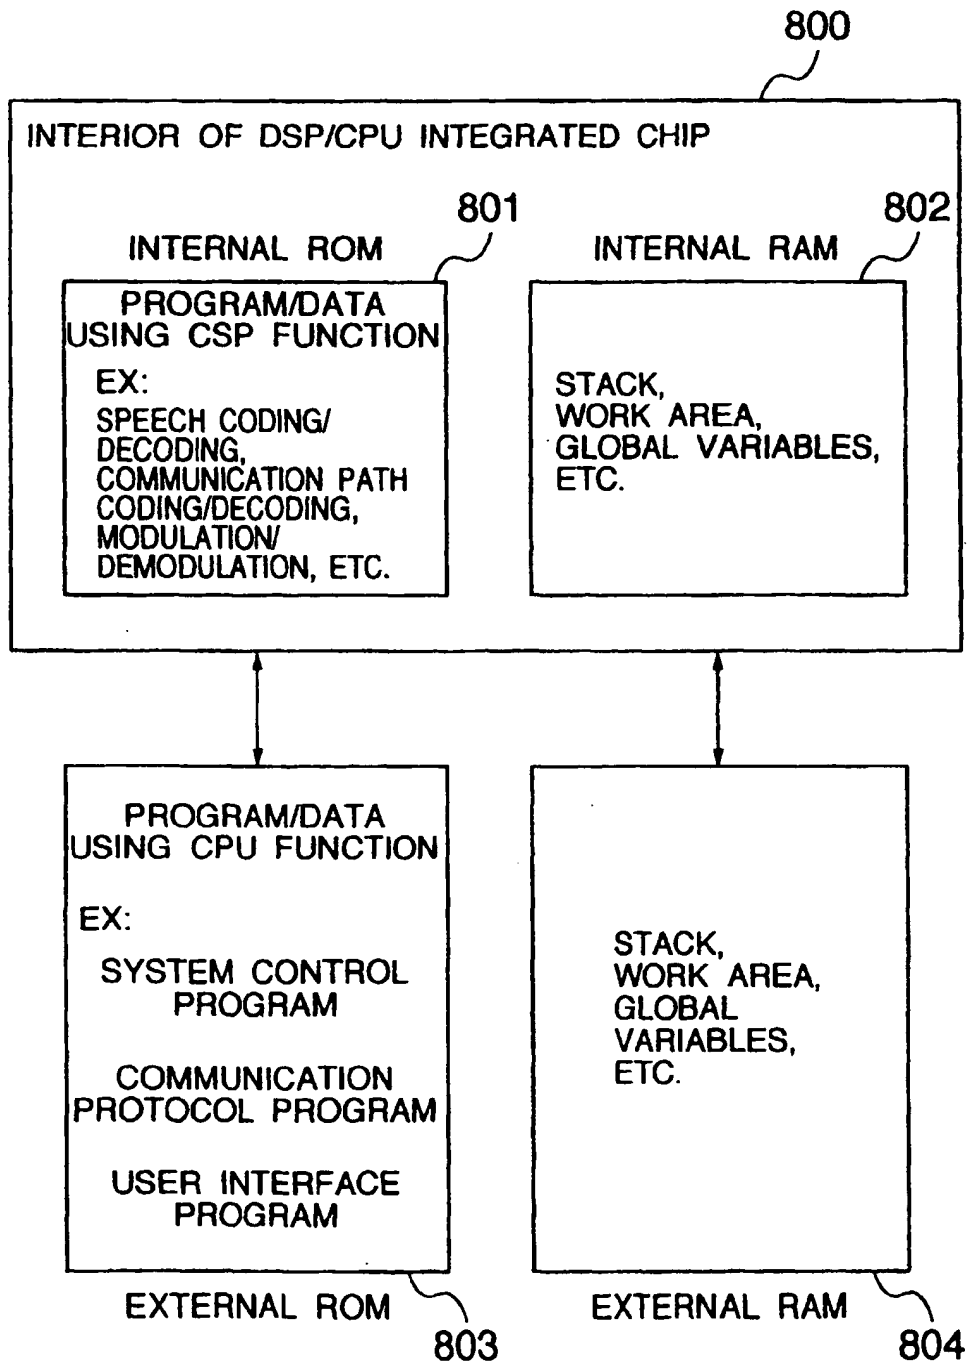 800
INTERIOR OF DSP/CPU INTEGRATED CHIP
801
802
INTERNAL ROM
INTERNAL RAM
PROGRAM/DATA
USING CSP FUNCTION
EX:
SPEECH CODING/
DECODING,
COMMUNICATION PATH
CODING/DECODING,
MODULATION/
DEMODULATION, ETC.
STACK,
WORK AREA,
GLOBAL VARIABLES,
ETC.
PROGRAM/DATA
USING CPU FUNCTION
EX:
SYSTEM CONTROL
PROGRAM
COMMUNICATION
PROTOCOL PROGRAM
USER INTERFACE
PROGRAM
STACK,
WORK AREA,
GLOBAL
VARIABLES,
ETC.
EXTERNAL ROM
EXTERNAL RAM
803
804